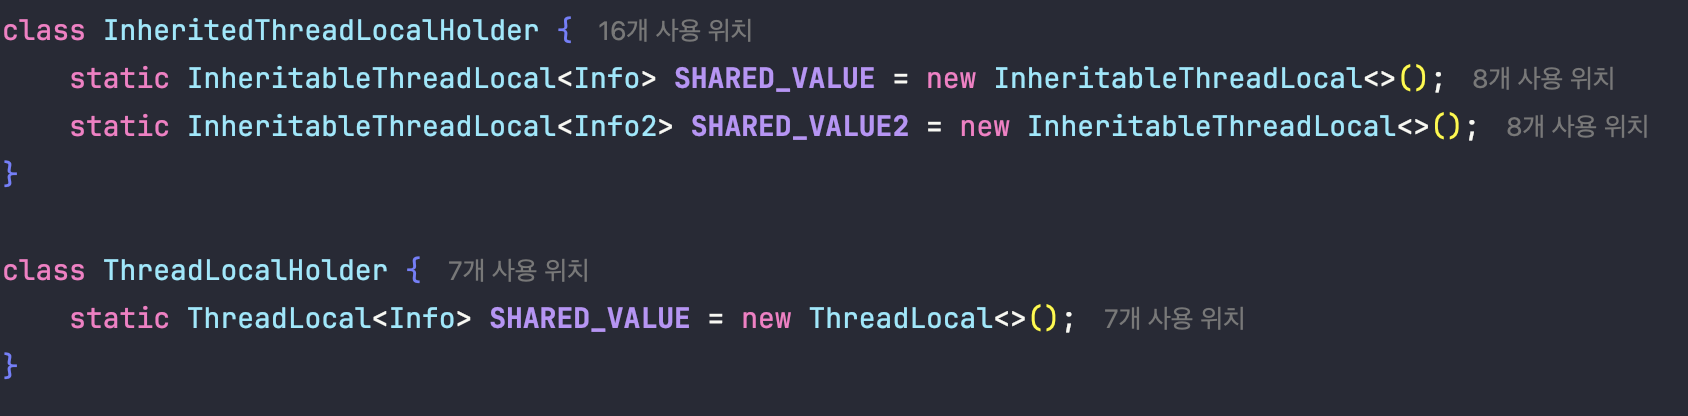 class InheritedThreadLocalHolder { 16개 사용 위치
    static InheritableThreadLocal<Info> SHARED_VALUE = new InheritableThreadLocal<>(); 8개 사용 위치
    static InheritableThreadLocal<Info2> SHARED_VALUE2 = new InheritableThreadLocal<>(); 8개 사용 위치
}
class ThreadLocalHolder { 7개 사용 위치
    static ThreadLocal<Info> SHARED_VALUE = new ThreadLocal<>(); 7개 사용 위치
}